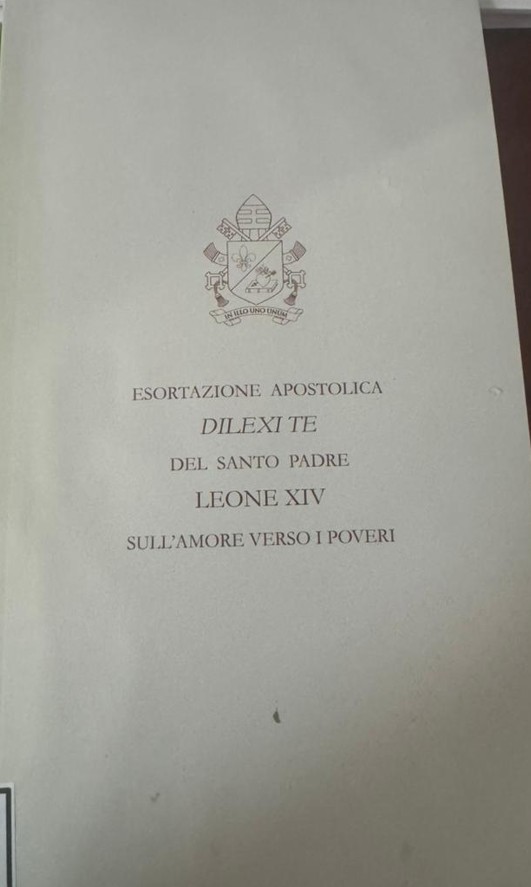 IN ILLO UNO UNUM
ESORTAZIONE APOSTOLICA
DILEXI TE
DEL SANTO PADRE
LEONE XIV
SULL'AMORE VERSO I POVERI